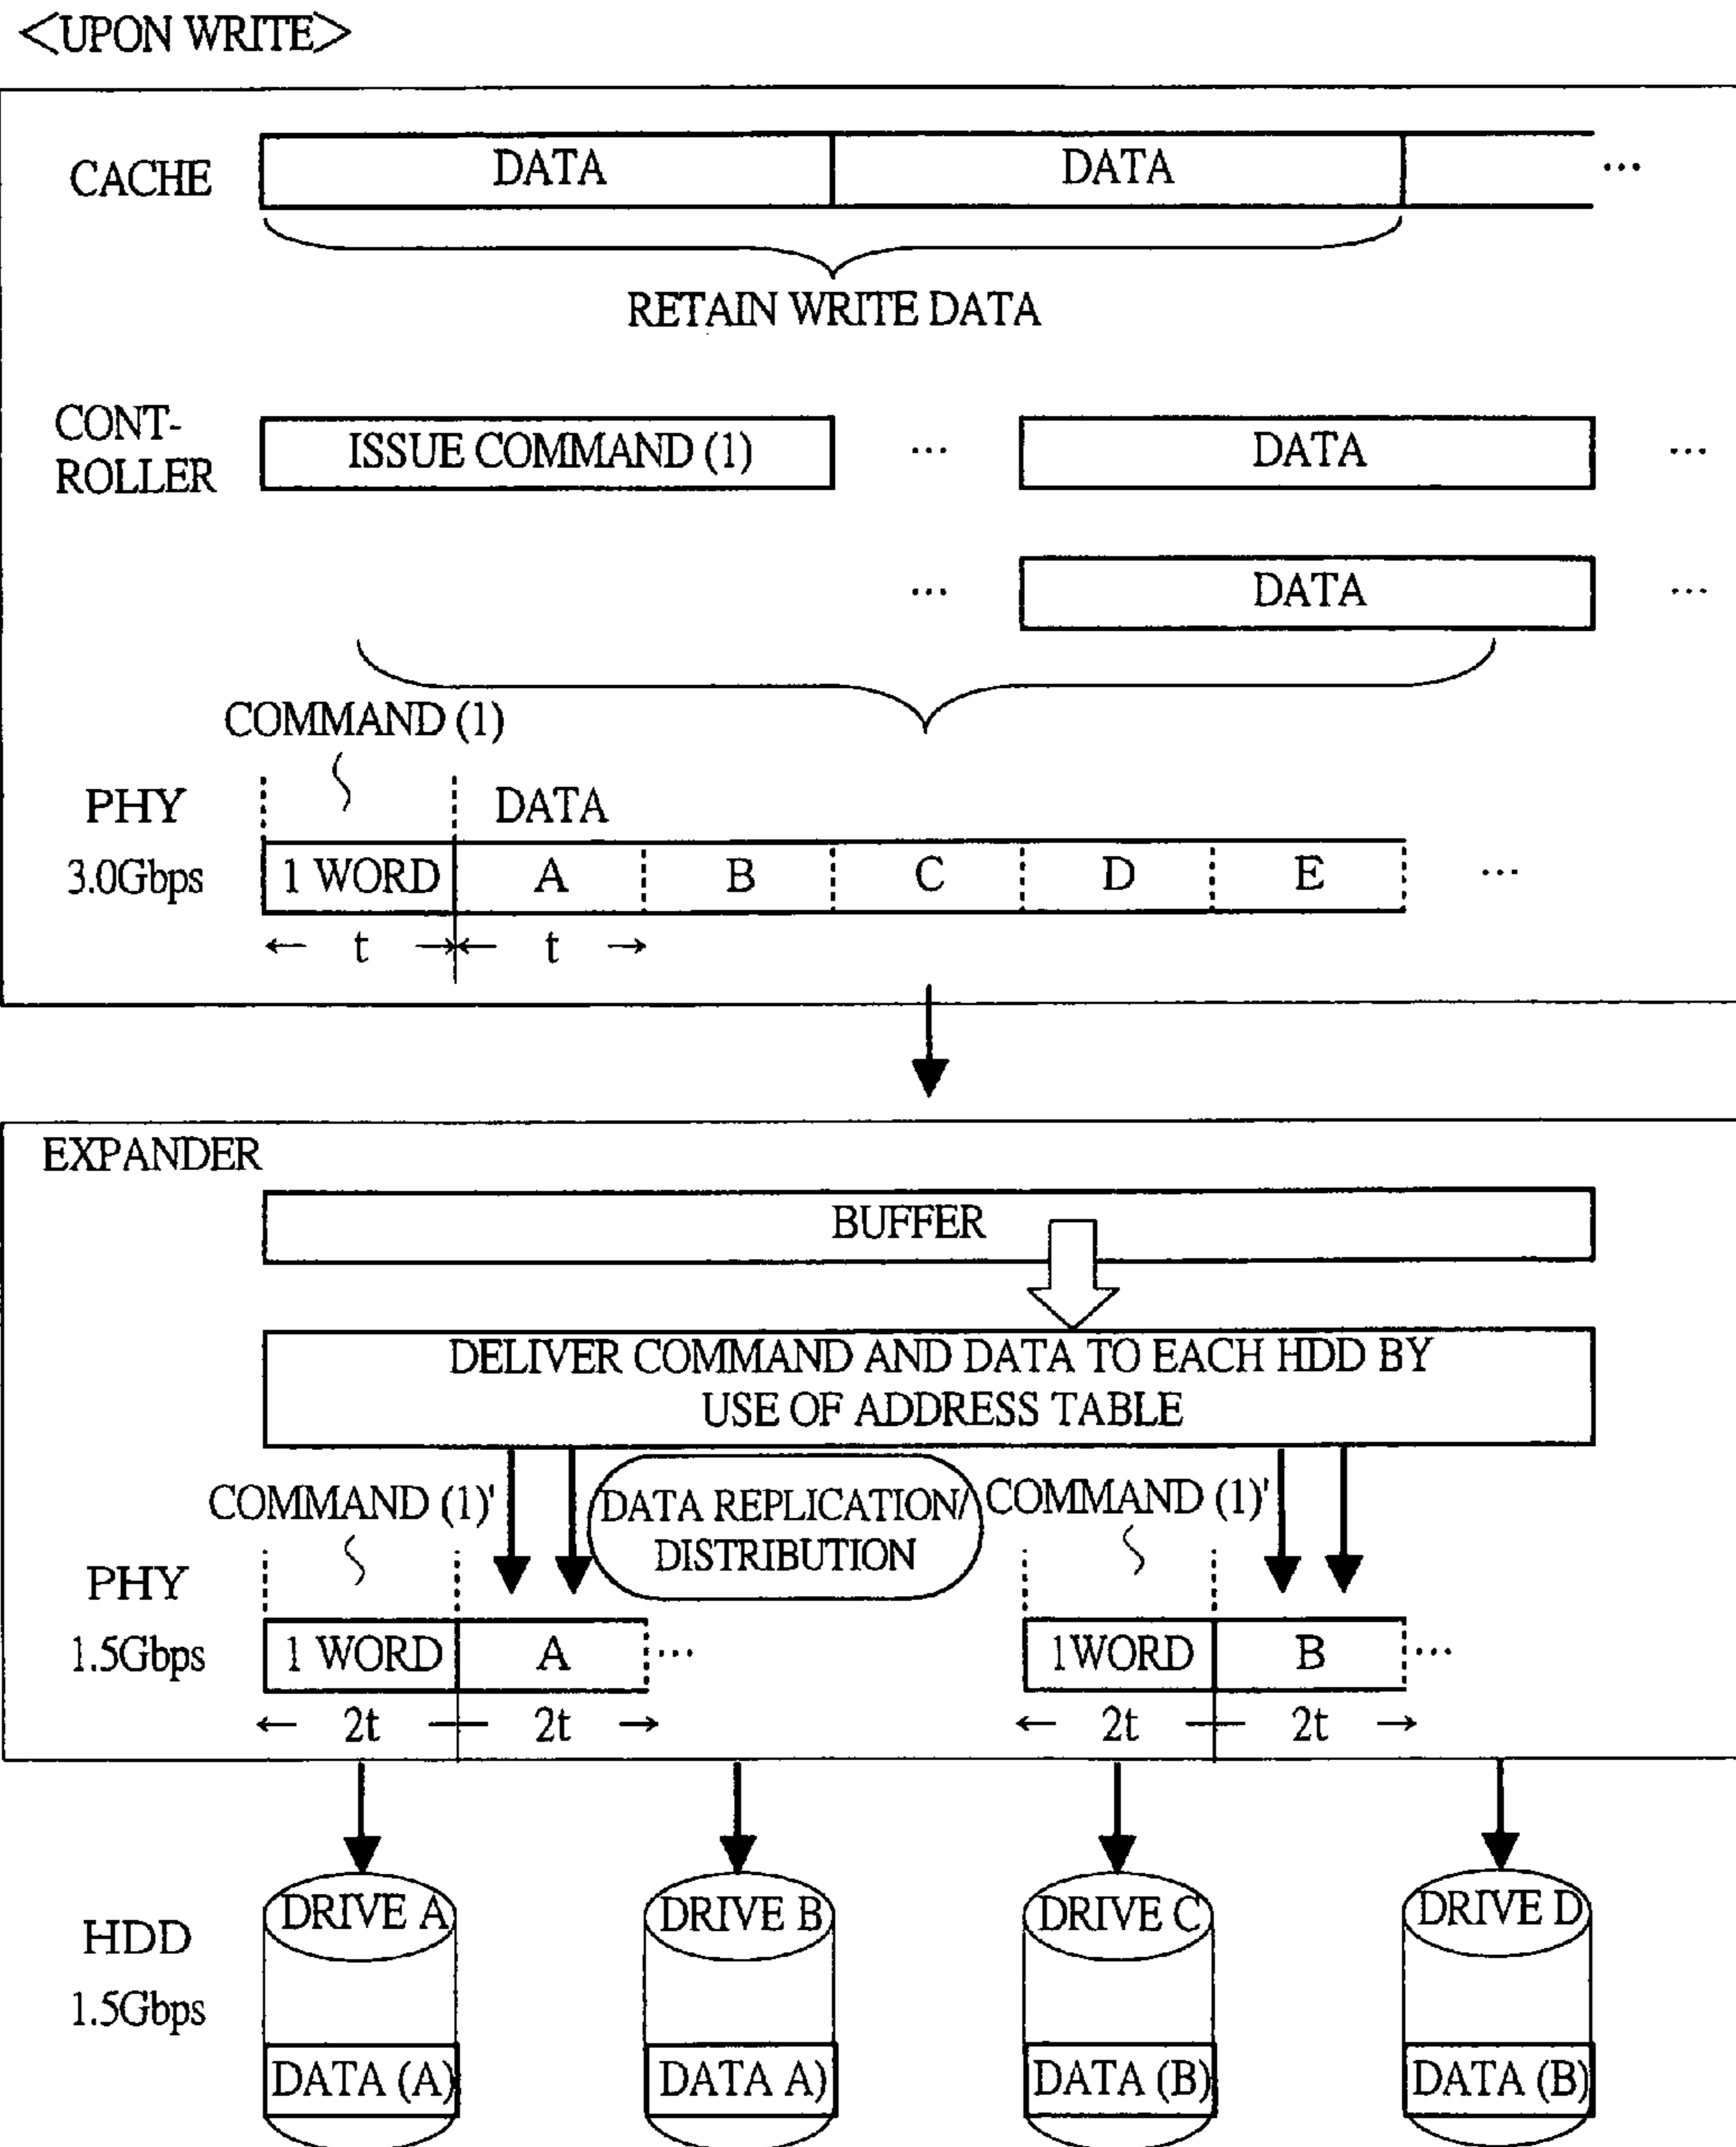 <UPON WRITE>
CACHE
DATA
DATA
...
RETAIN WRITE DATA
CONT-
ROLLER
ISSUE COMMAND (1)
...
DATA
...
...
DATA
...
COMMAND (1)
PHY
3.0Gbps
DATA
1 WORD
A
B
C
D
E
...
← t →← t →
EXPANDER
BUFFER
DELIVER COMMAND AND DATA TO EACH HDD BY
USE OF ADDRESS TABLE
COMMAND (1)'
DATA REPLICATION/
DISTRIBUTION
COMMAND (1)'
PHY
1.5Gbps
1 WORD
A
...
1WORD
B
...
← 2t — 2t →
← 2t — 2t →
HDD
1.5Gbps
DRIVE A
DRIVE B
DRIVE C
DRIVE D
DATA (A)
DATA A)
DATA (B)
DATA (B)